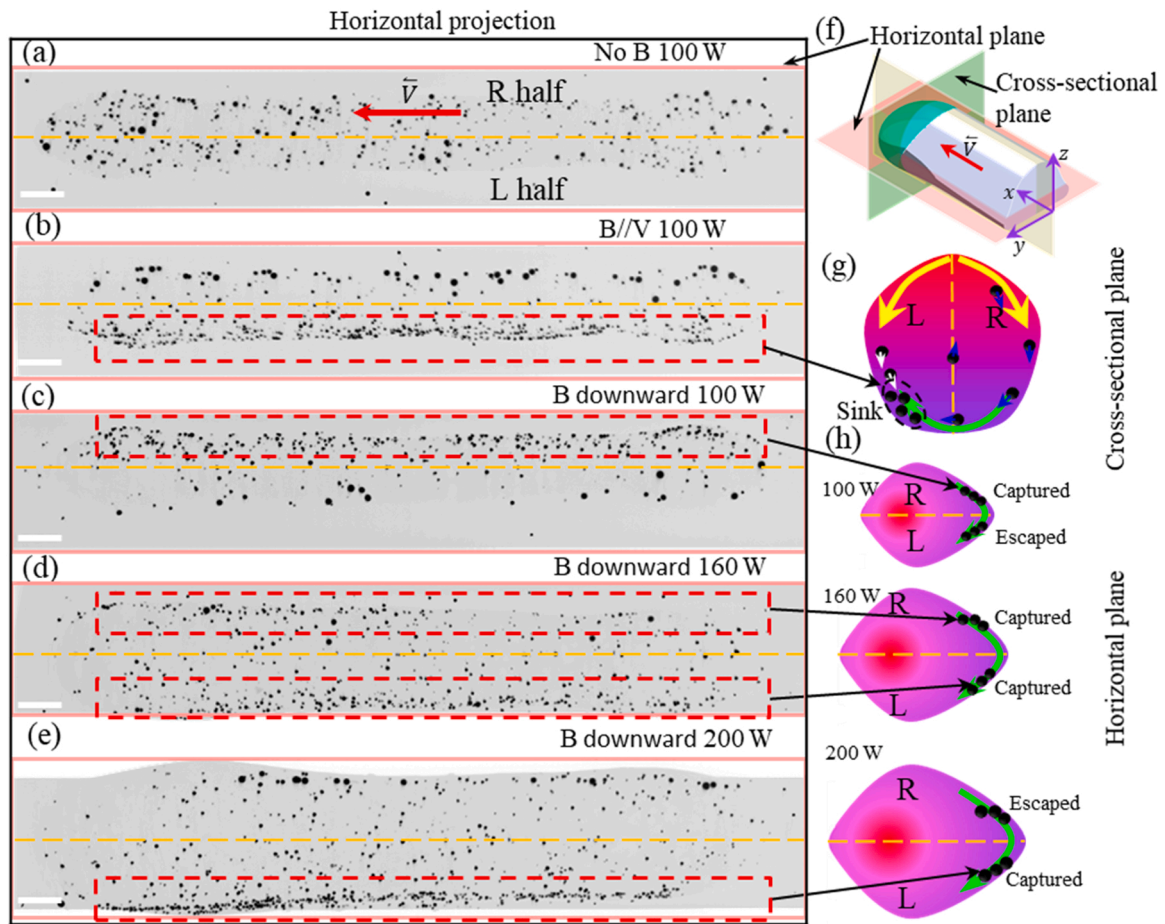 Horizontal projection
(a)
No B 100 W
R half
V
L half
(b)
B//V 100 W
(c)
B downward 100 W
(d)
B downward 160 W
(e)
B downward 200 W
(f)
Horizontal plane
Cross-sectional
plane
V
z
x
y
(g)
L
R
Sink
Cross-sectional plane
(h)
100 W
R
L
Captured
Escaped
160 W
R
L
Captured
Captured
Horizontal plane
200 W
R
L
Escaped
Captured